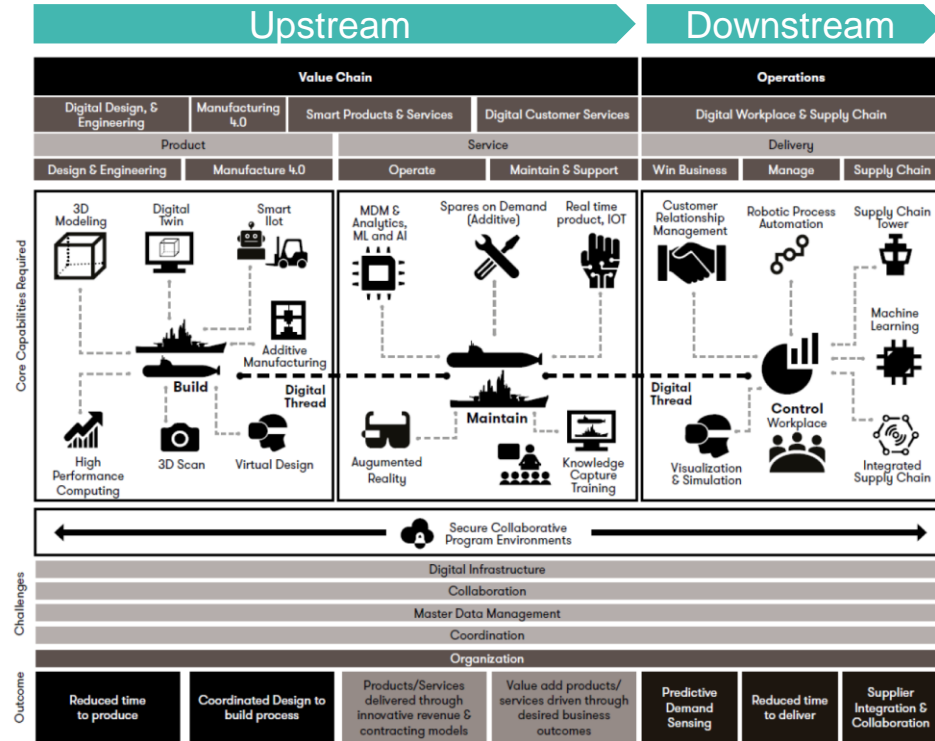 Upstream
Downstream
Value Chain
Operations
Digital Design, &
Engineering
Manufacturing
4.0
Smart Products & Services
Digital Customer Services
Digital Workplace & Supply Chain
Product
Service
Delivery
Design & Engineering
Manufacture 4.0
Operate
Maintain & Support
Win Business
Manage
Supply Chain
Core Capabilities Required
3D
Modeling
Digital
Twin
Smart
IIot
Additive
Manufacturing
Build
Digital
Thread
High
Performance
Computing
3D Scan
Virtual Design
MDM &
Analytics,
ML and AI
Spares on Demand
(Additive)
Real time
product, IOT
Maintain
Augumented
Reality
Knowledge
Capture
Training
Customer
Relationship
Management
Robotic Process
Automation
Supply Chain
Tower
Machine
Learning
Digital
Thread
Control
Workplace
Visualization
& Simulation
Integrated
Supply Chain
Secure Collaborative
Program Environments
Challenges
Digital Infrastructure
Collaboration
Master Data Management
Coordination
Organization
Outcome
Reduced time
to produce
Coordinated Design to
build process
Products/Services
delivered through
innovative revenue &
contracting models
Value add products/
services driven through
desired business
outcomes
Predictive
Demand
Sensing
Reduced time
to deliver
Supplier
Integration &
Collaboration